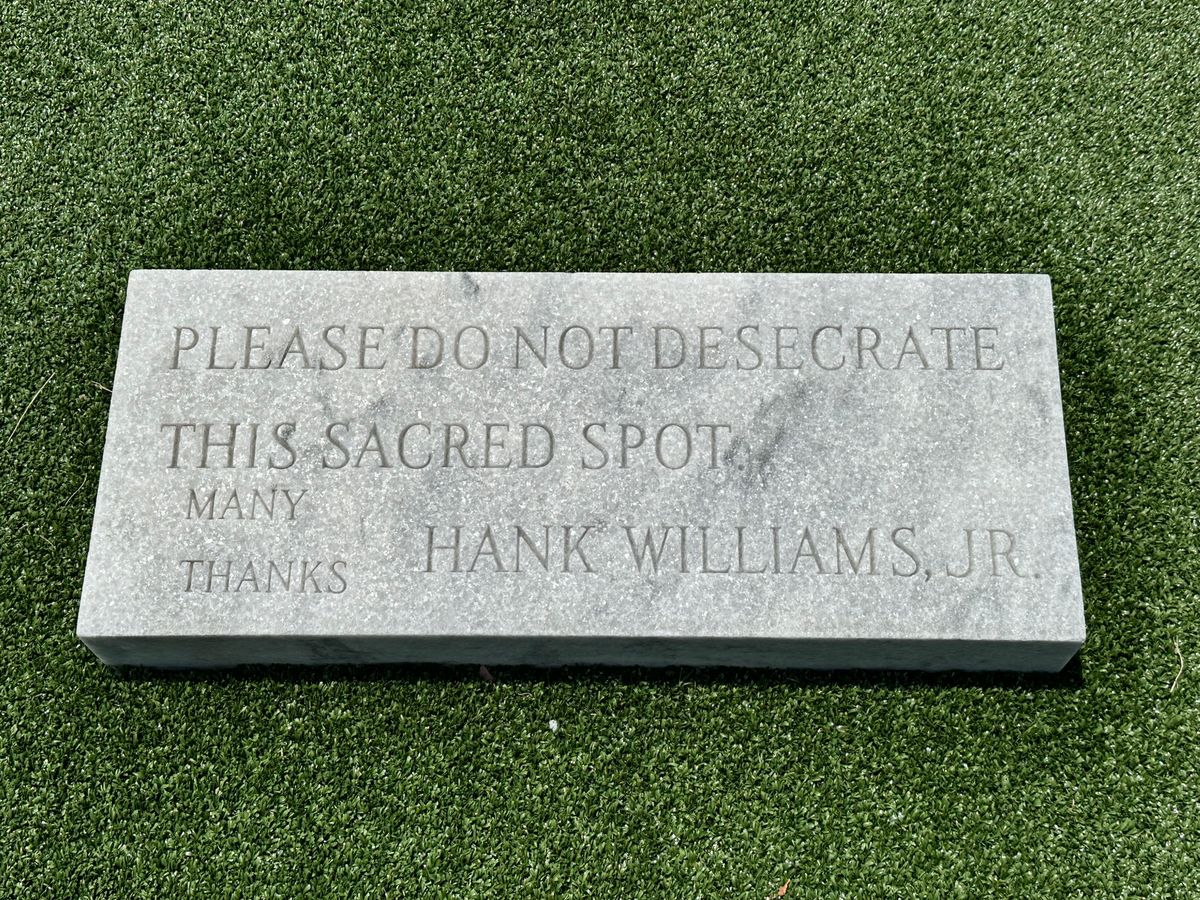 PLEASE DO NOT DESECRATE
THIS SACRED SPOT.
MANY
THANKS
HANK WILLIAMS, JR.